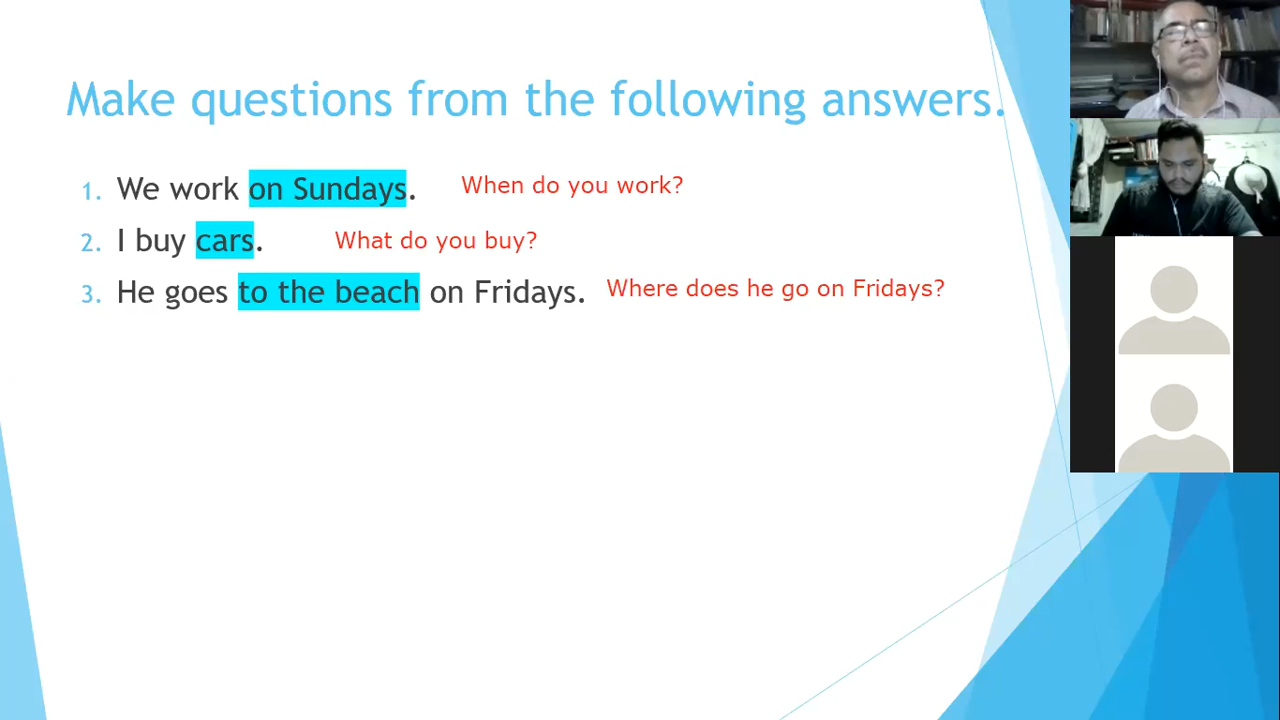 Make questions from the following answers.
1. We work on Sundays. When do you work?
2. I buy cars. What do you buy?
3. He goes to the beach on Fridays. Where does he go on Fridays?